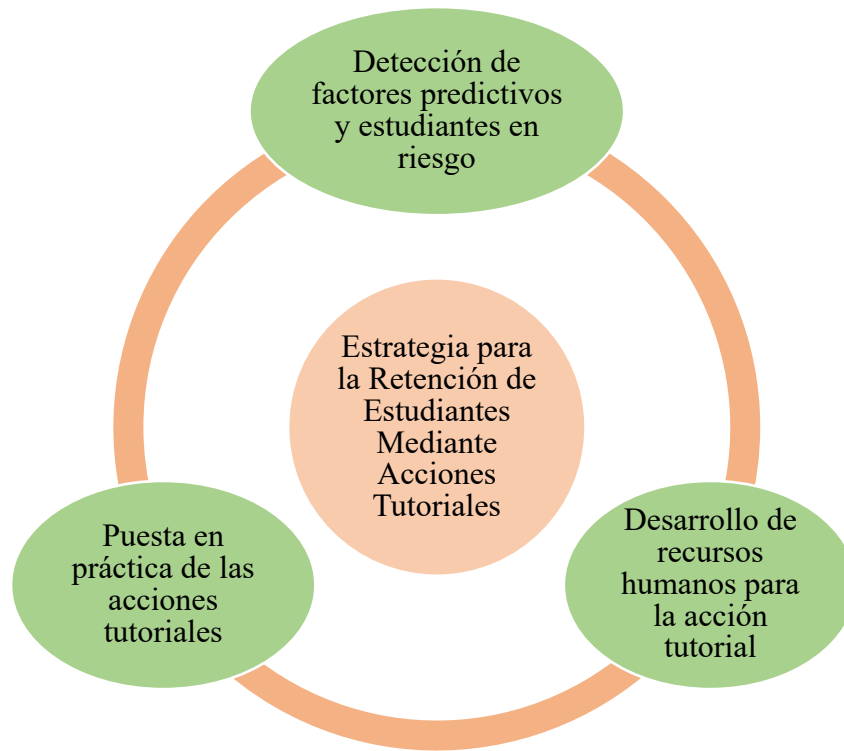 Detección de
factores predictivos
y estudiantes en
riesgo
Estrategia para
la Retención de
Estudiantes
Mediante
Acciones
Tutoriales
Puesta en
práctica de las
acciones
tutoriales
Desarrollo de
recursos
humanos para
la acción
tutorial